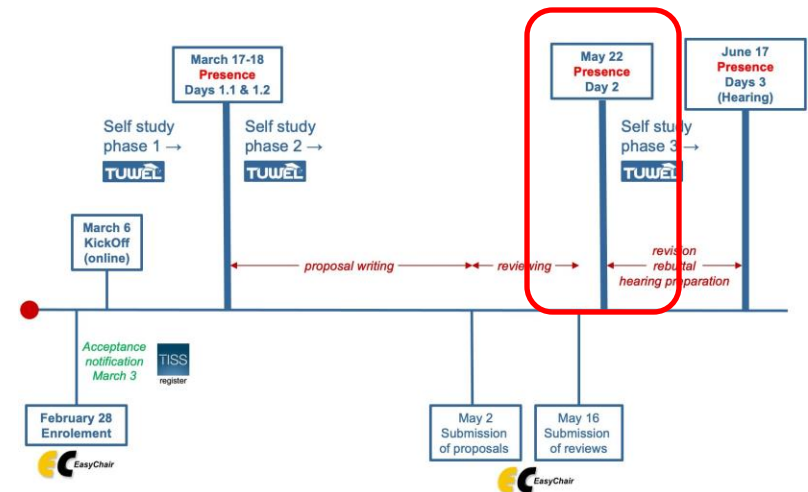 March 17-18
Presence
Days 1.1 & 1.2
May 22
Presence
Day 2
June 17
Presence
Days 3
(Hearing)
Self study
phase 1 →
TUWEL
Self study
phase 2 →
TUWEL
Self study
phase 3 →
TUWEL
March 6
KickOff
(online)
proposal writing
reviewing
revision
rebuttal
hearing preparation
Acceptance
notification
March 3
TISS
register
February 28
Enrolement
EC EasyChair
May 2
Submission
of proposals
May 16
Submission
of reviews
EC EasyChair